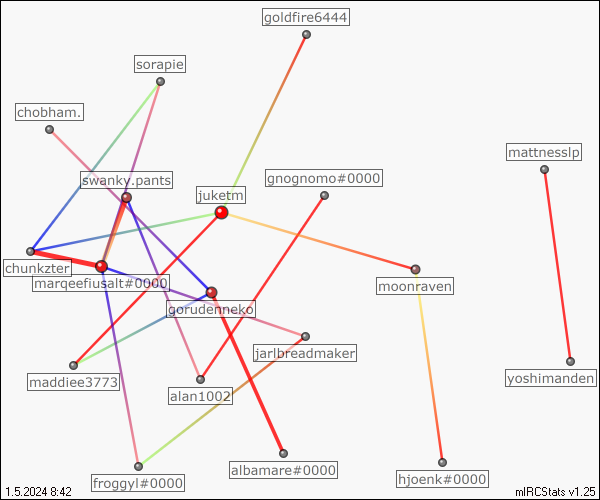 goldfire6444
sorapie
chobham.
mattnesslp
swanky.pants
gnognomo#0000
juketm
chunkzter
marqeefiusalt#0000
moonraven
gorudenneko
jarlbreadmaker
maddiee3773
yoshimanden
alan1002
albamare#0000
froggyl#0000
hjoenk#0000
1.5.2024 8:42
mIRCStats v1.25